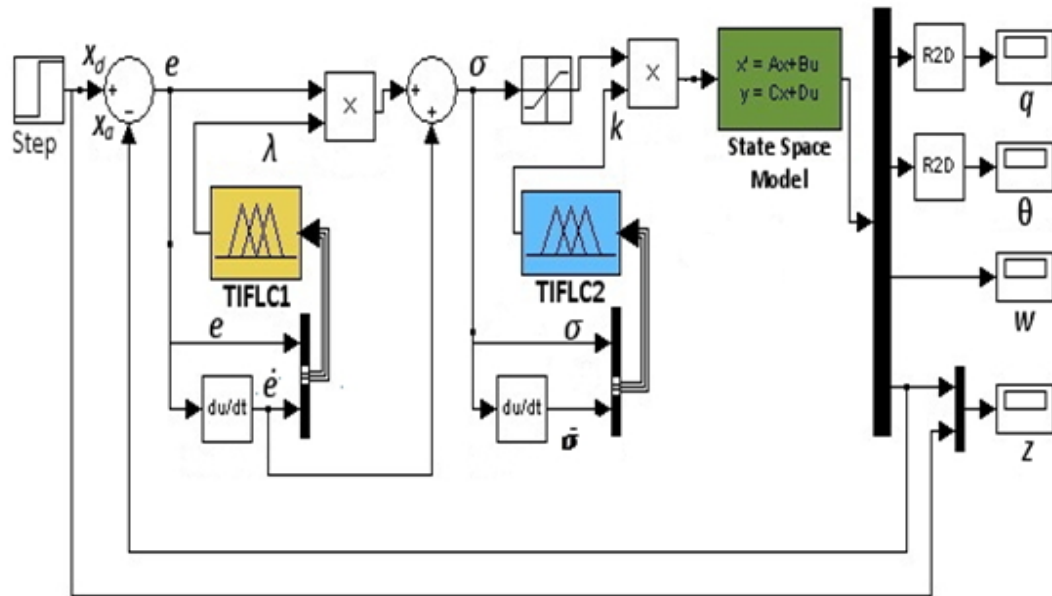 x_d
e
σ
x_a
Step
λ
X
k
X
x' = Ax+Bu
y = Cx+Du
State Space
Model
R2D
q
R2D
θ
w
z
TIFLC1
TIFLC2
e
σ
du/dt
ė
du/dt
σ̇